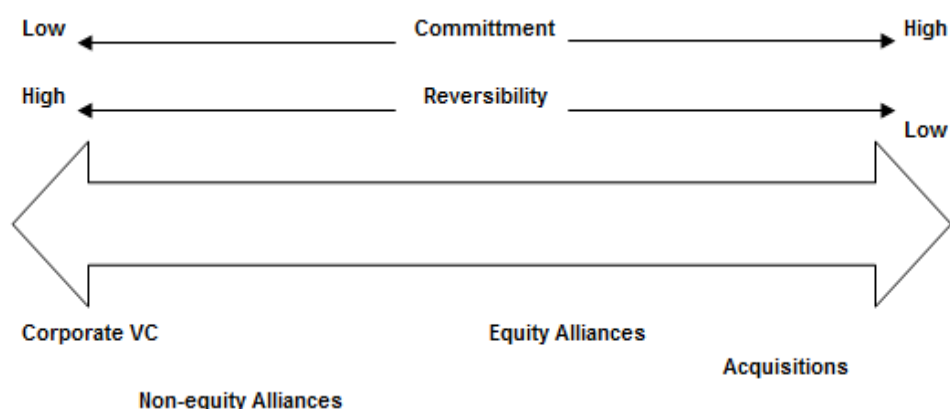 Low Committment High
High Reversibility
Low
Corporate VC Equity Alliances
Acquisitions
Non-equity Alliances